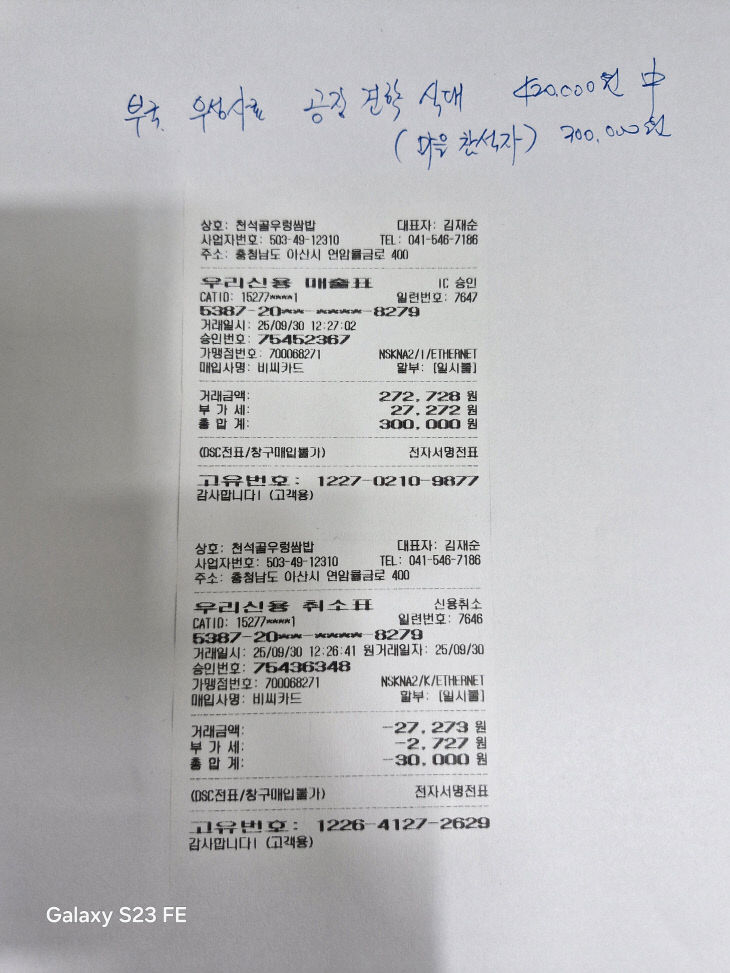 부국 우성사료 공장 견학 식대 420,000원 中
(마을 참석자) 300,000원
상호: 천석골우렁쌈밥 대표자: 김재순
사업자번호: 503-49-12310 TEL: 041-546-7186
주소: 충청남도 아산시 연암율금로 400
우리신용 매출표 IC 승인
CATID: 15277****1 일련번호: 7647
5387-20**-****-8279
거래일시: 25/09/30 12:27:02
승인번호: 75452367
가맹점번호: 700068271 NSKNA2/I/ETHERNET
매입사명: 비씨카드 할부: [일시불]
거래금액: 272,728 원
부 가 세: 27,272 원
총 합 계: 300,000 원
(DSC전표/창구매입불가) 전자서명전표
고유번호: 1227-0210-9877
감사합니다! (고객용)
상호: 천석골우렁쌈밥 대표자: 김재순
사업자번호: 503-49-12310 TEL: 041-546-7186
주소: 충청남도 아산시 연암율금로 400
우리신용 취소표 신용취소
CATID: 15277****1 일련번호: 7646
5387-20**-****-8279
거래일시: 25/09/30 12:26:41 원거래일자: 25/09/30
승인번호: 75436348
가맹점번호: 700068271 NSKNA2/K/ETHERNET
매입사명: 비씨카드 할부: [일시불]
거래금액: -27,273 원
부 가 세: -2,727 원
총 합 계: -30,000 원
(DSC전표/창구매입불가) 전자서명전표
고유번호: 1226-4127-2629
감사합니다! (고객용)
Galaxy S23 FE